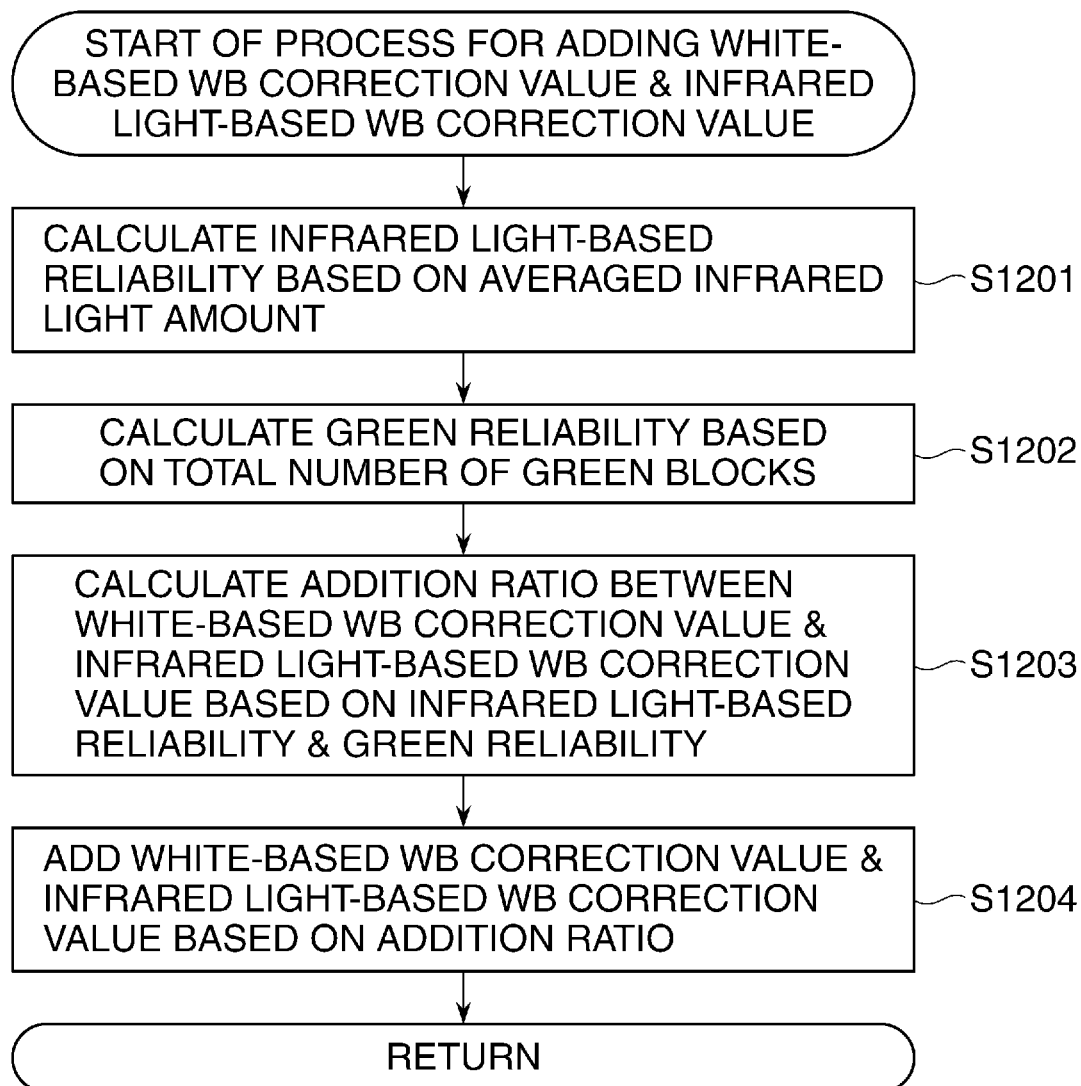 START OF PROCESS FOR ADDING WHITE-
BASED WB CORRECTION VALUE & INFRARED
LIGHT-BASED WB CORRECTION VALUE
CALCULATE INFRARED LIGHT-BASED
RELIABILITY BASED ON AVERAGED INFRARED
LIGHT AMOUNT
S1201
CALCULATE GREEN RELIABILITY BASED
ON TOTAL NUMBER OF GREEN BLOCKS
S1202
CALCULATE ADDITION RATIO BETWEEN
WHITE-BASED WB CORRECTION VALUE &
INFRARED LIGHT-BASED WB CORRECTION
VALUE BASED ON INFRARED LIGHT-BASED
RELIABILITY & GREEN RELIABILITY
S1203
ADD WHITE-BASED WB CORRECTION VALUE &
INFRARED LIGHT-BASED WB CORRECTION
VALUE BASED ON ADDITION RATIO
S1204
RETURN